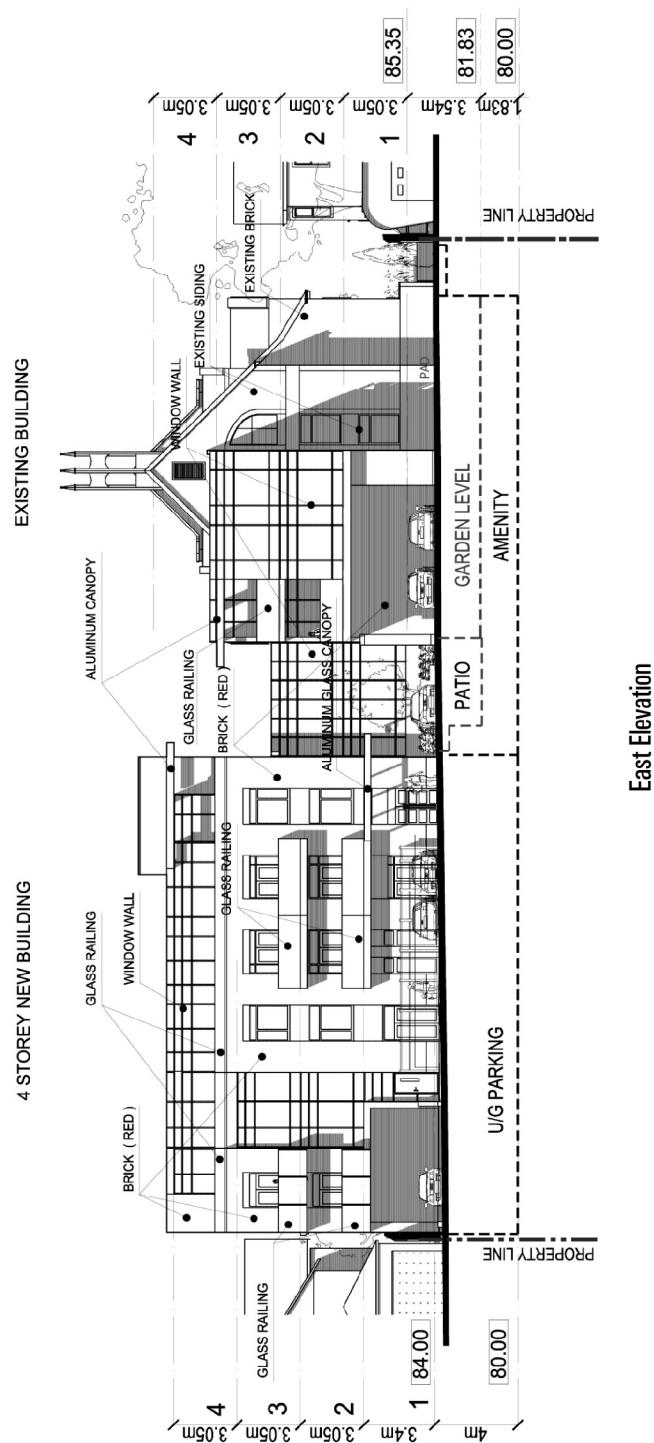 4 STOREY NEW BUILDING
EXISTING BUILDING
BRICK ( RED )
GLASS RAILING
WINDOW WALL
ALUMINUM CANOPY
GLASS RAILING
BRICK ( RED )
WINDOW WALL
EXISTING SIDING
EXISTING BRICK
GLASS RAILING
GLASS RAILING
ALUMINUM GLASS CANOPY
3.05m
4
3.05m
3
3.05m
2
3.4m
1
84.00
4m
80.00
3.05m
4
3.05m
3
3.05m
2
3.05m
1
85.35
3.54m
81.83
1.83m
80.00
PAD
GARDEN LEVEL
PATIO
AMENITY
U/G PARKING
PROPERTY LINE
PROPERTY LINE
East Elevation